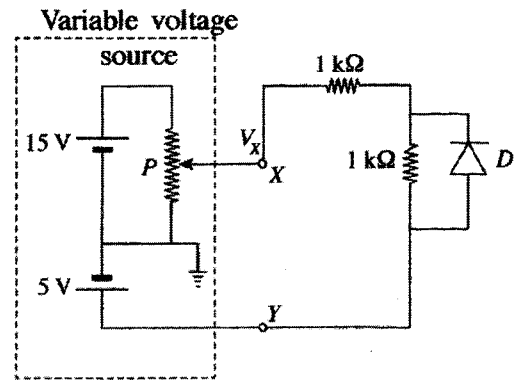 Variable voltage
source
1 kΩ
15 V
P
V_X
X
1 kΩ
D
5 V
Y